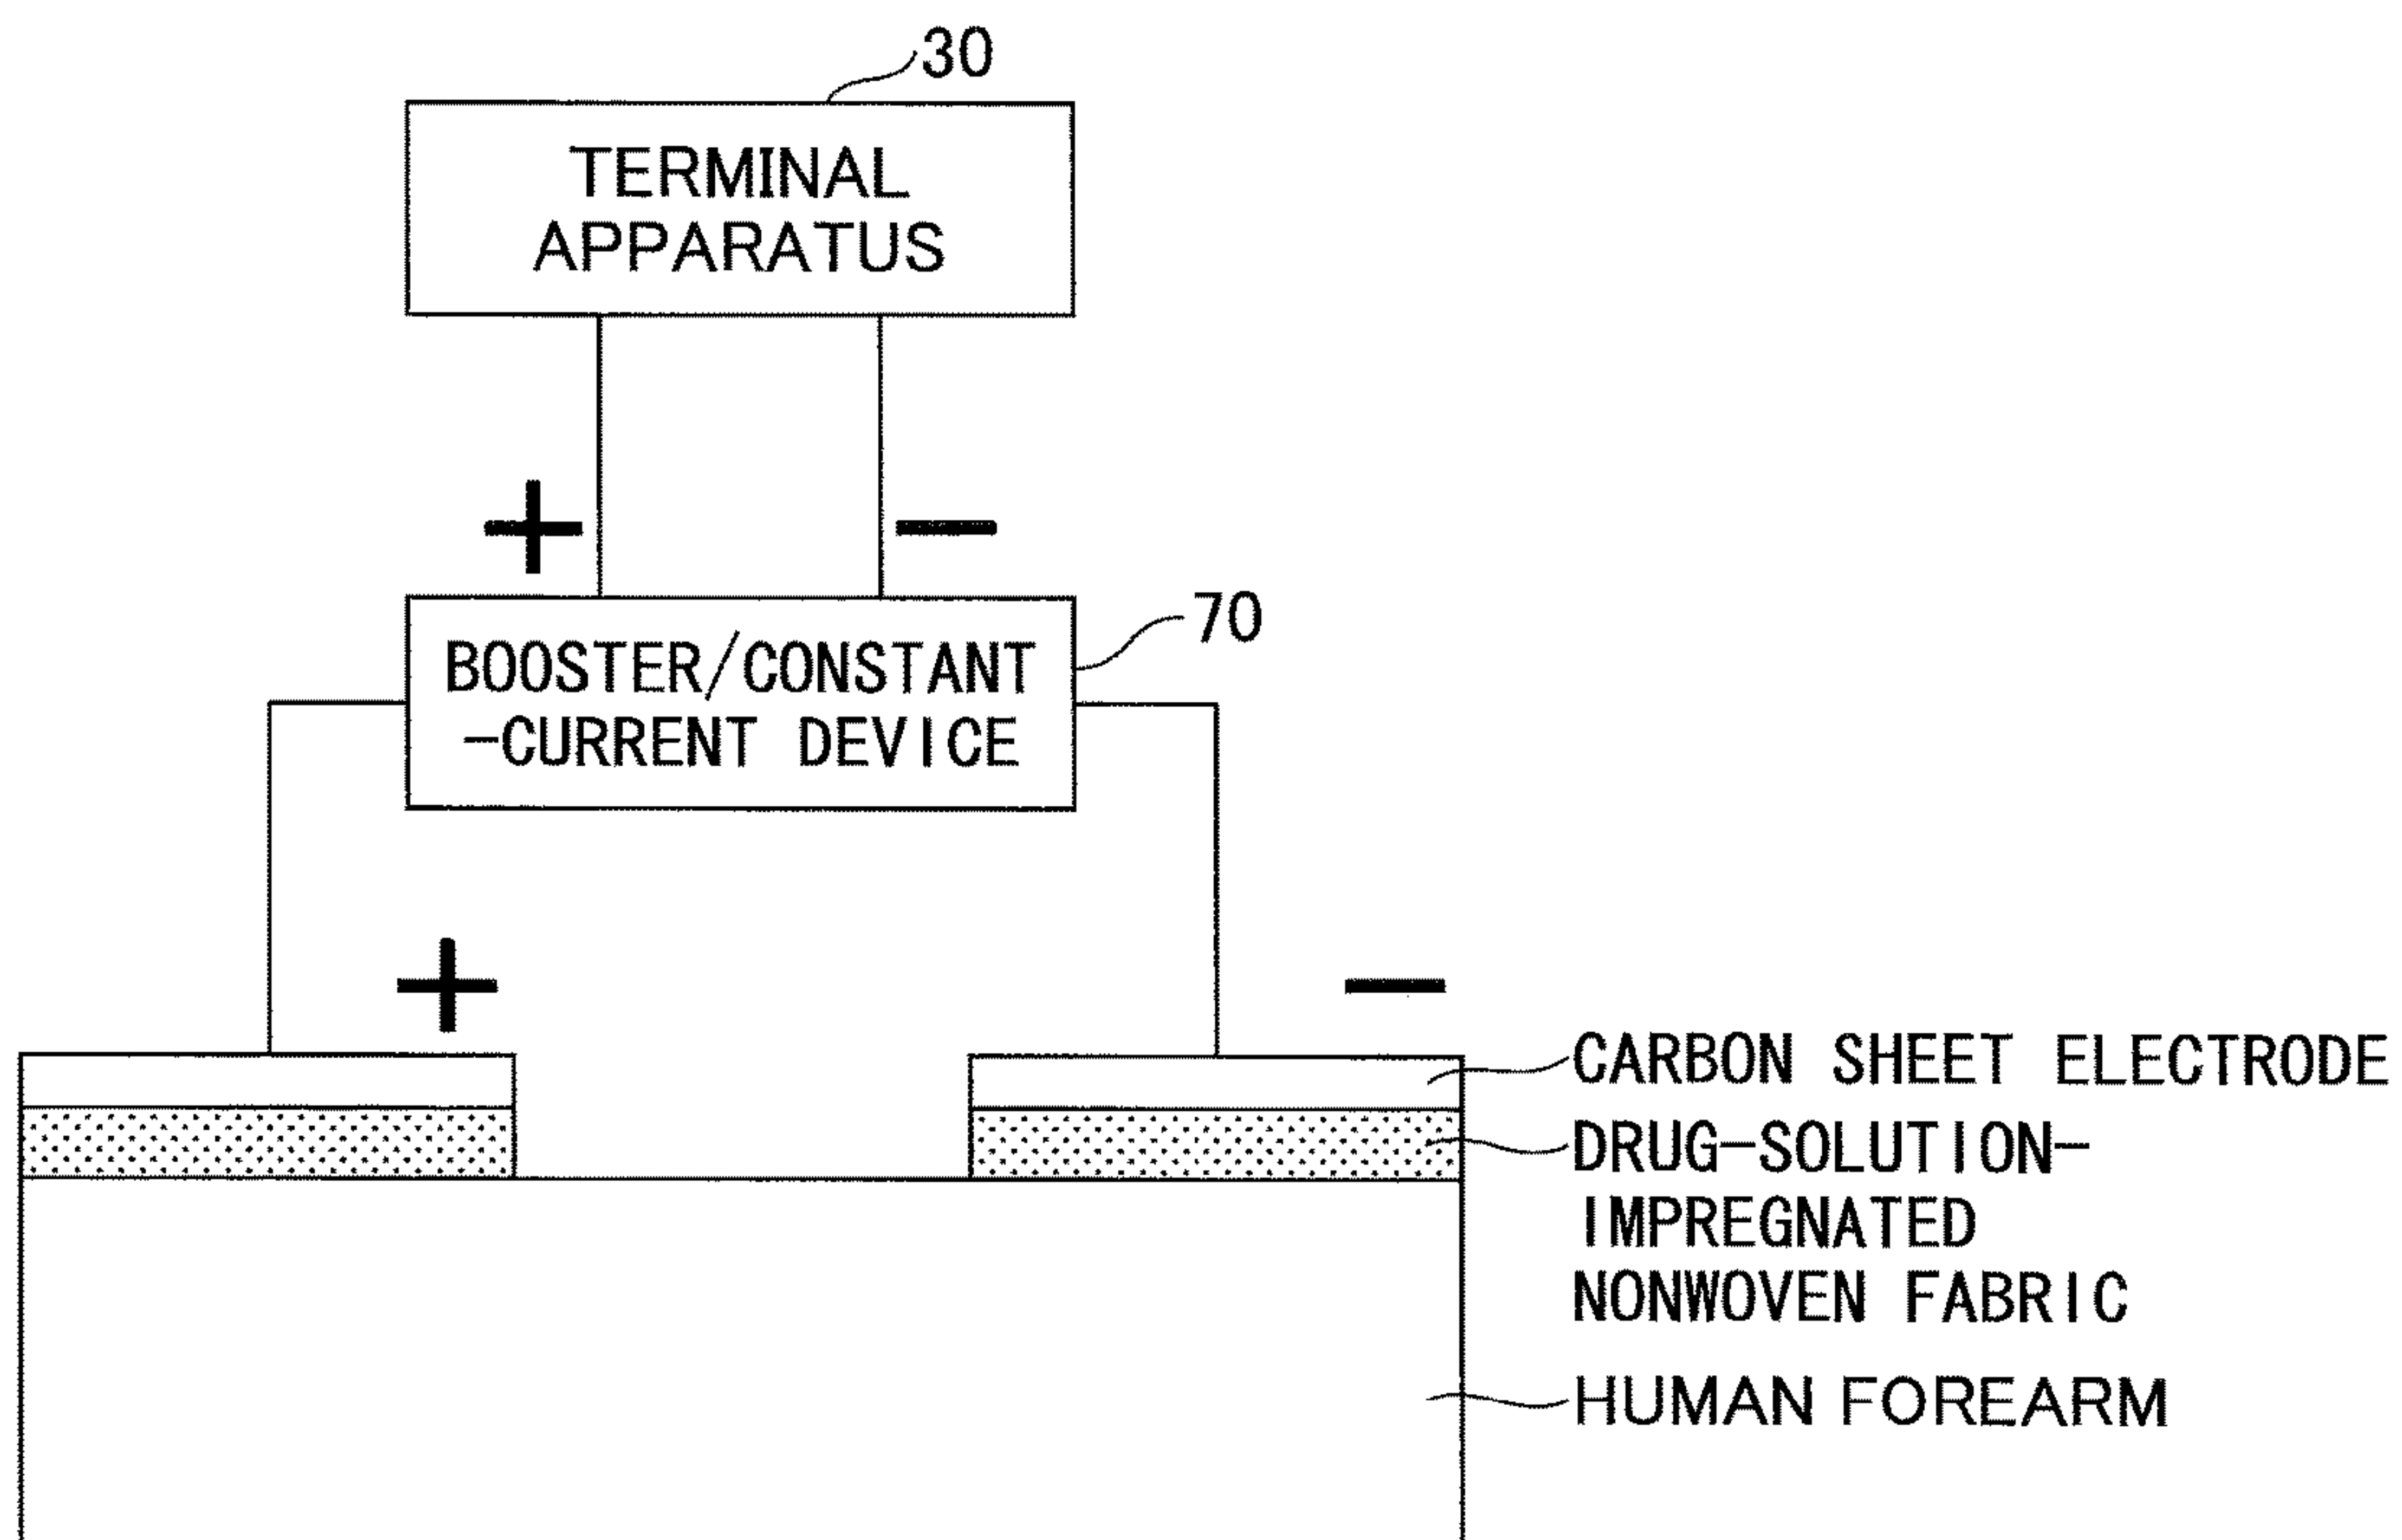 30
TERMINAL
APPARATUS
+ −
70
BOOSTER/CONSTANT
-CURRENT DEVICE
+ −
CARBON SHEET ELECTRODE
DRUG-SOLUTION-
IMPREGNATED
NONWOVEN FABRIC
HUMAN FOREARM